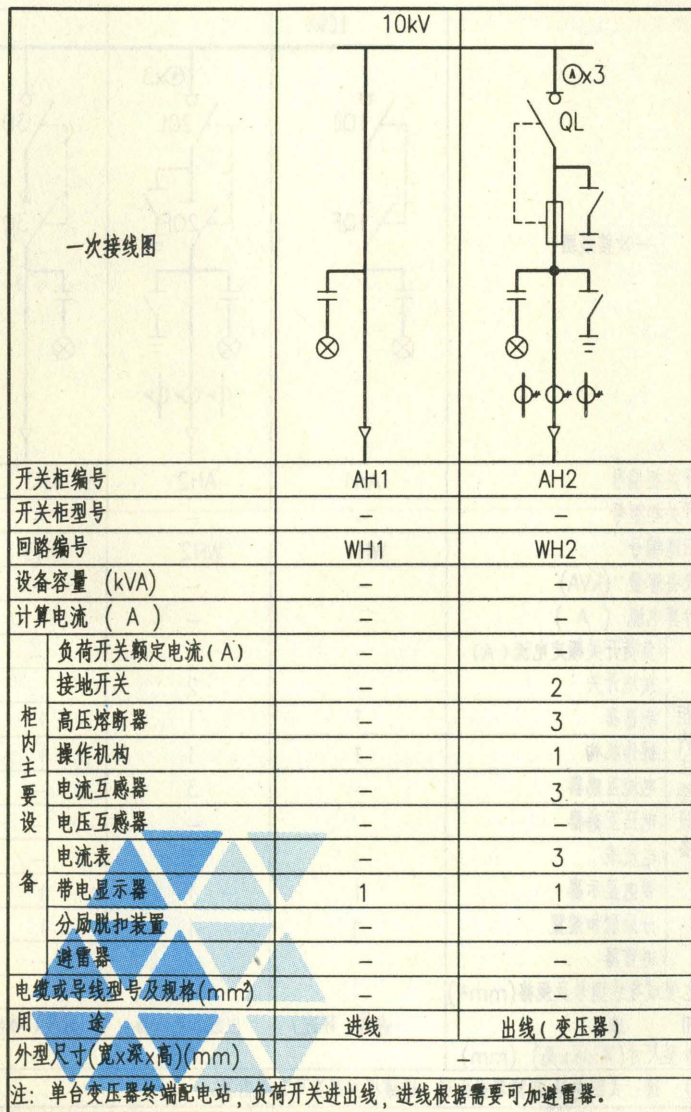 10kV
Ⓐx3
QL
一次接线图
开关柜编号 AH1 AH2
开关柜型号 – –
回路编号 WH1 WH2
设备容量 (kVA) – –
计算电流 ( A ) – –
柜内主要设备
负荷开关额定电流(A) – –
接地开关 – 2
高压熔断器 – 3
操作机构 – 1
电流互感器 – 3
电压互感器 – –
电流表 – 3
带电显示器 1 1
分励脱扣装置 – –
避雷器 – –
电缆或导线型号及规格(mm²) – –
用 途 进线 出线(变压器)
外型尺寸(宽x深x高)(mm) –
注: 单台变压器终端配电站, 负荷开关进出线, 进线根据需要可加避雷器.